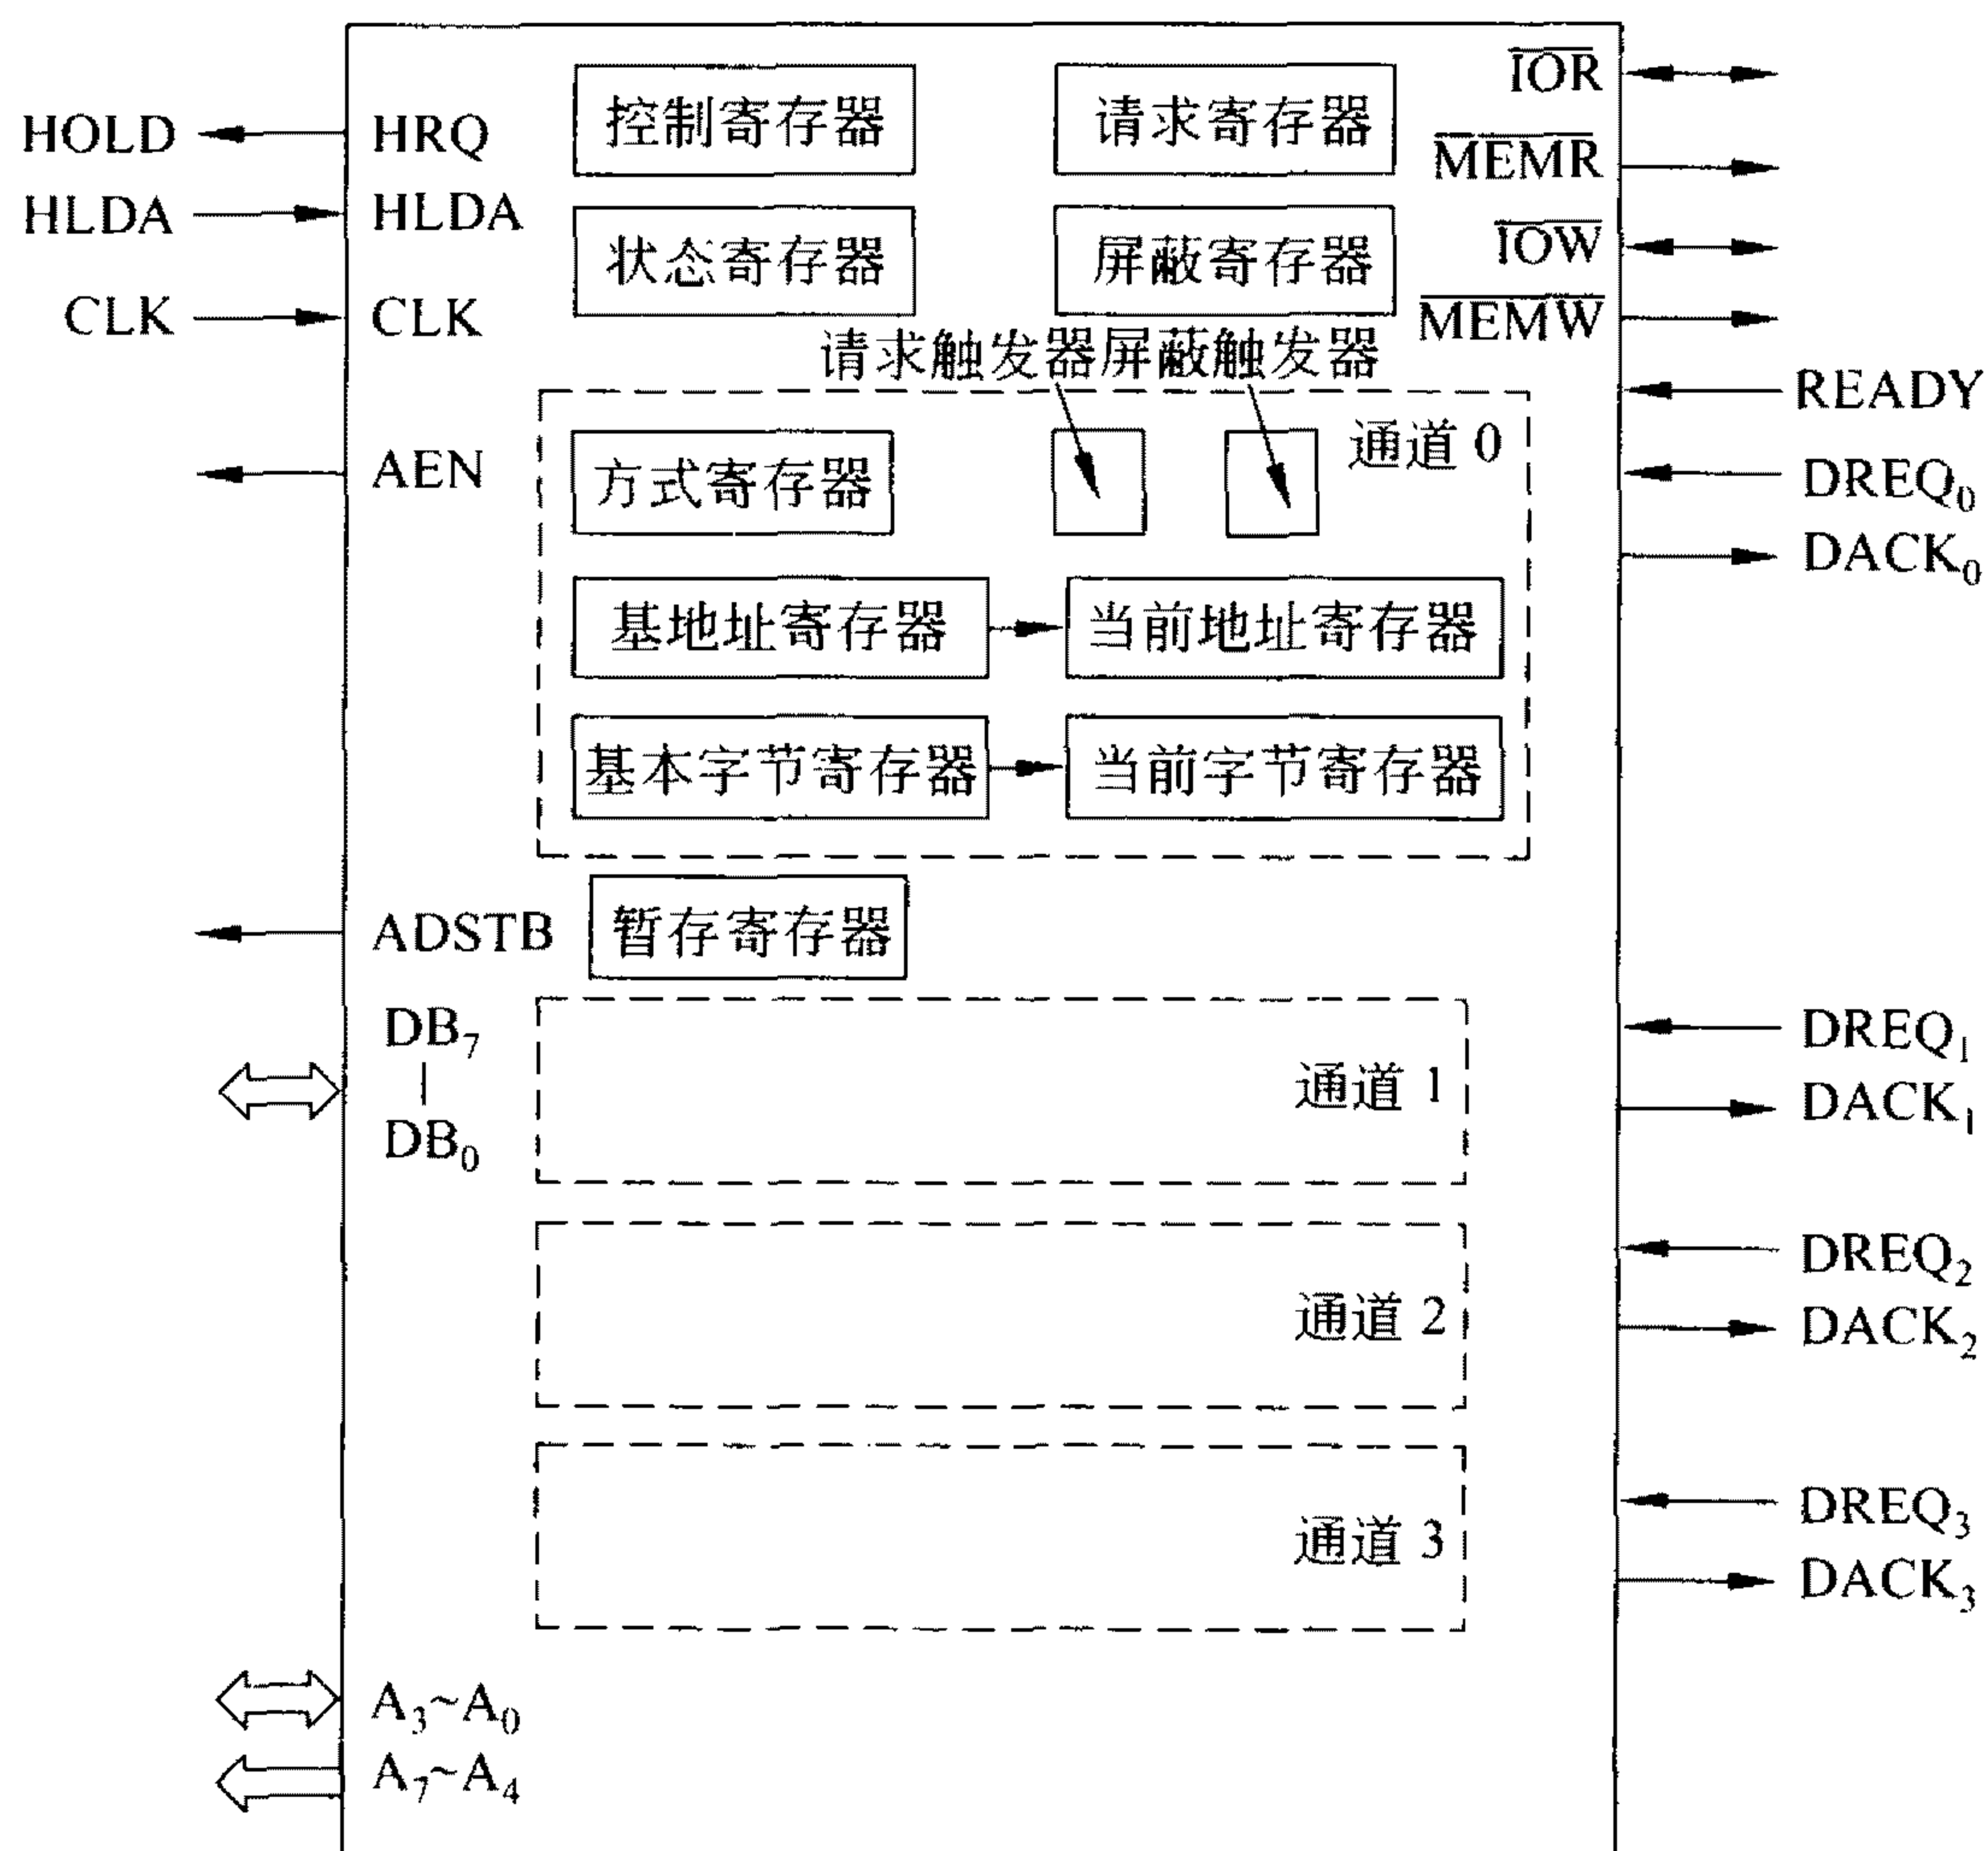 控制寄存器
请求寄存器
I̅O̅R̅
HOLD
HRQ
M̅E̅M̅R̅
HLDA
HLDA
状态寄存器
屏蔽寄存器
I̅O̅W̅
CLK
CLK
M̅E̅M̅W̅
请求触发器屏蔽触发器
READY
AEN
方式寄存器
通道 0
DREQ₀
DACK₀
基地址寄存器
当前地址寄存器
基本字节寄存器
当前字节寄存器
ADSTB
暂存寄存器
DB₇
|
DB₀
通道 1
DREQ₁
DACK₁
通道 2
DREQ₂
DACK₂
通道 3
DREQ₃
DACK₃
A₃~A₀
A₇~A₄